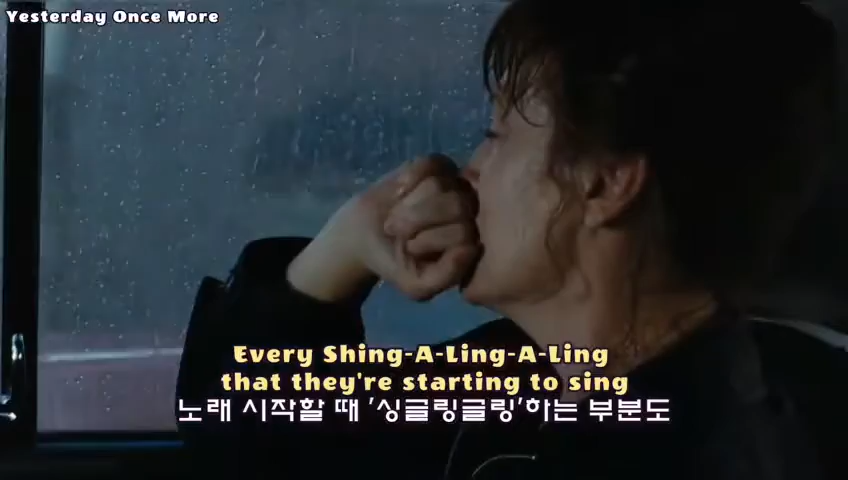 Yesterday Once More
Every Shing-A-Ling-A-Ling
that they're starting to sing
노래 시작할 때 '싱글링글링'하는 부분도